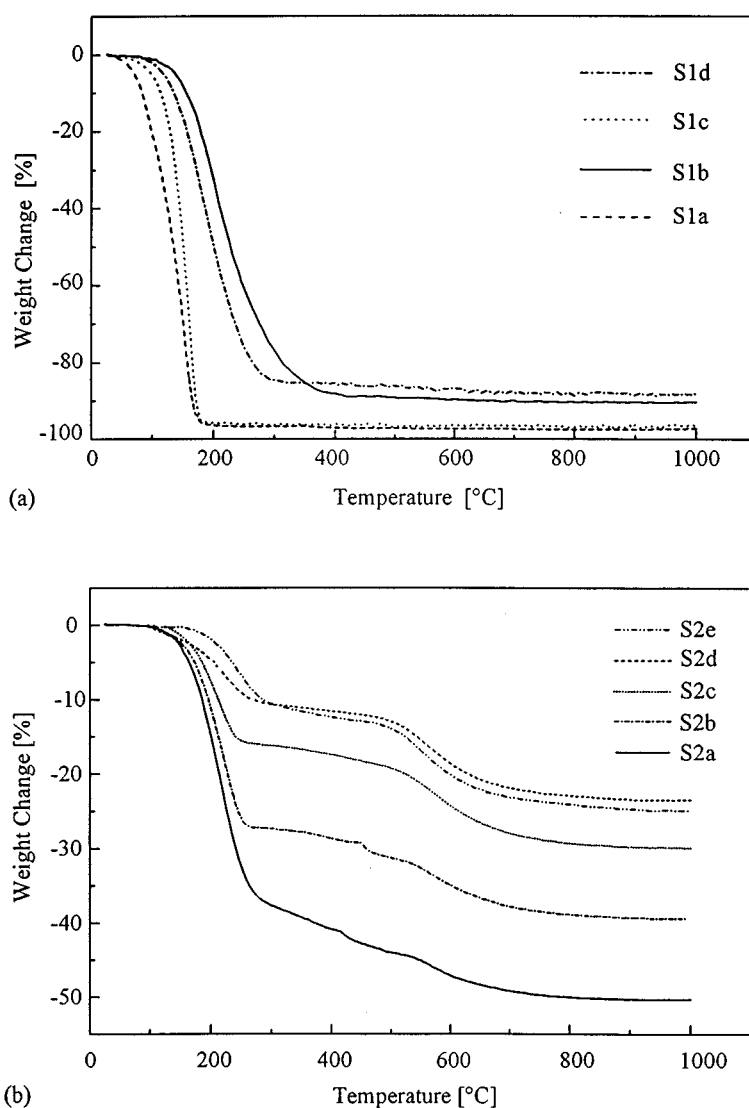 0
-20
-40
-60
-80
-100
Weight Change [%]
S1d
S1c
S1b
S1a
0 200 400 600 800 1000
Temperature [°C]
(a)
0
-10
-20
-30
-40
-50
Weight Change [%]
S2e
S2d
S2c
S2b
S2a
0 200 400 600 800 1000
Temperature [°C]
(b)